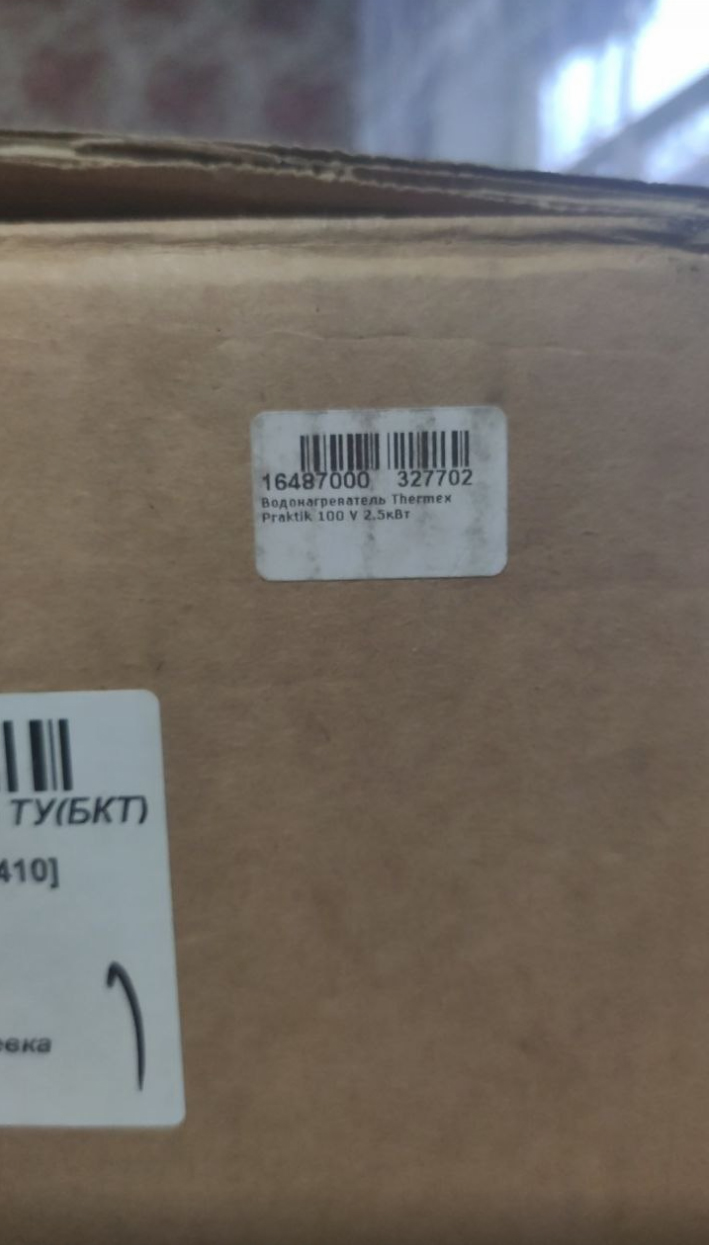 16487000 327702
Водонагреватель Thermex
Praktik 100 V 2.5кВт
ТУ(БКТ)
410]
евка